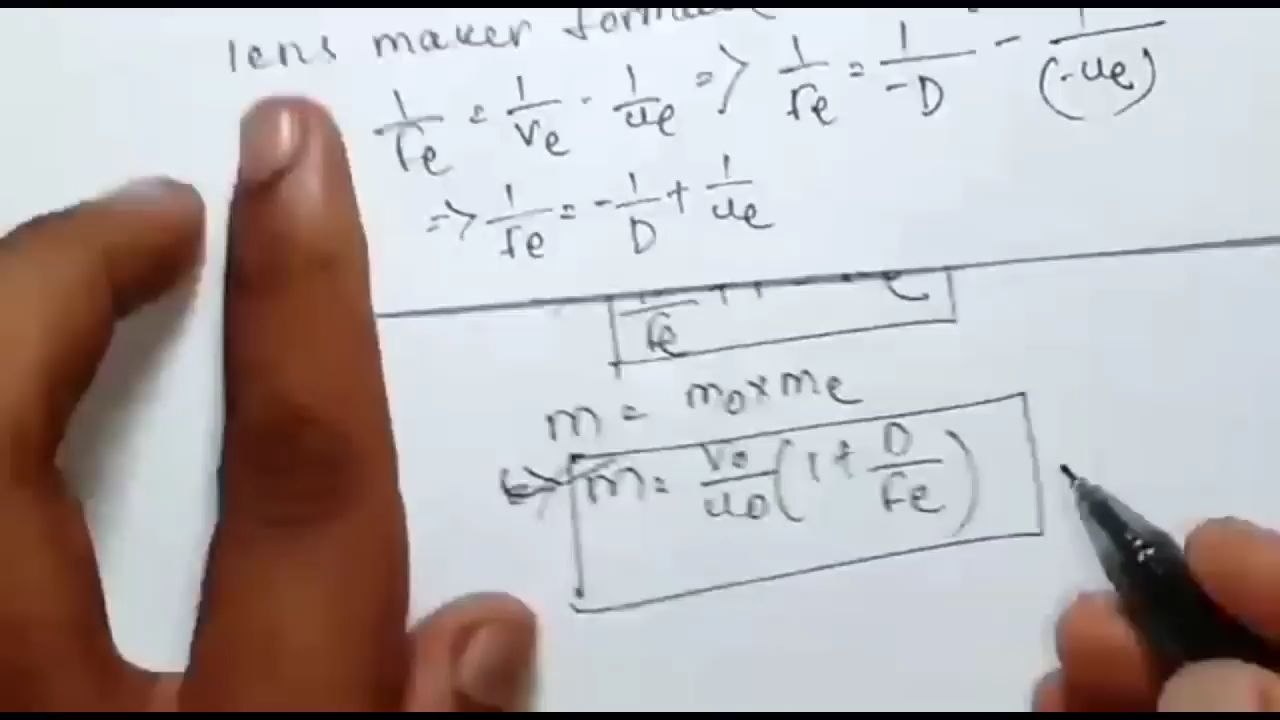 lens maker formula
1/fe = 1/ve - 1/ue => 1/fe = 1/-D - 1/(-ue)
=> 1/fe = -1/D + 1/ue
fe
m = mo x me
m = vo/uo (1 + D/fe)